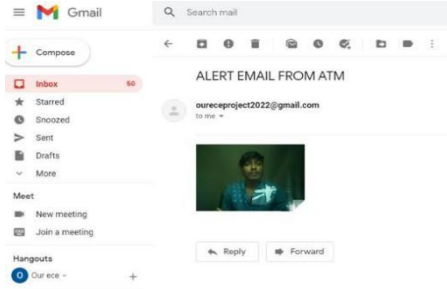 Gmail
Search mail
Compose
Inbox 50
Starred
Snoozed
Sent
Drafts
More
Meet
New meeting
Join a meeting
Hangouts
O Our ece
+
ALERT EMAIL FROM ATM
oureceproject2022@gmail.com
to me
Reply
Forward